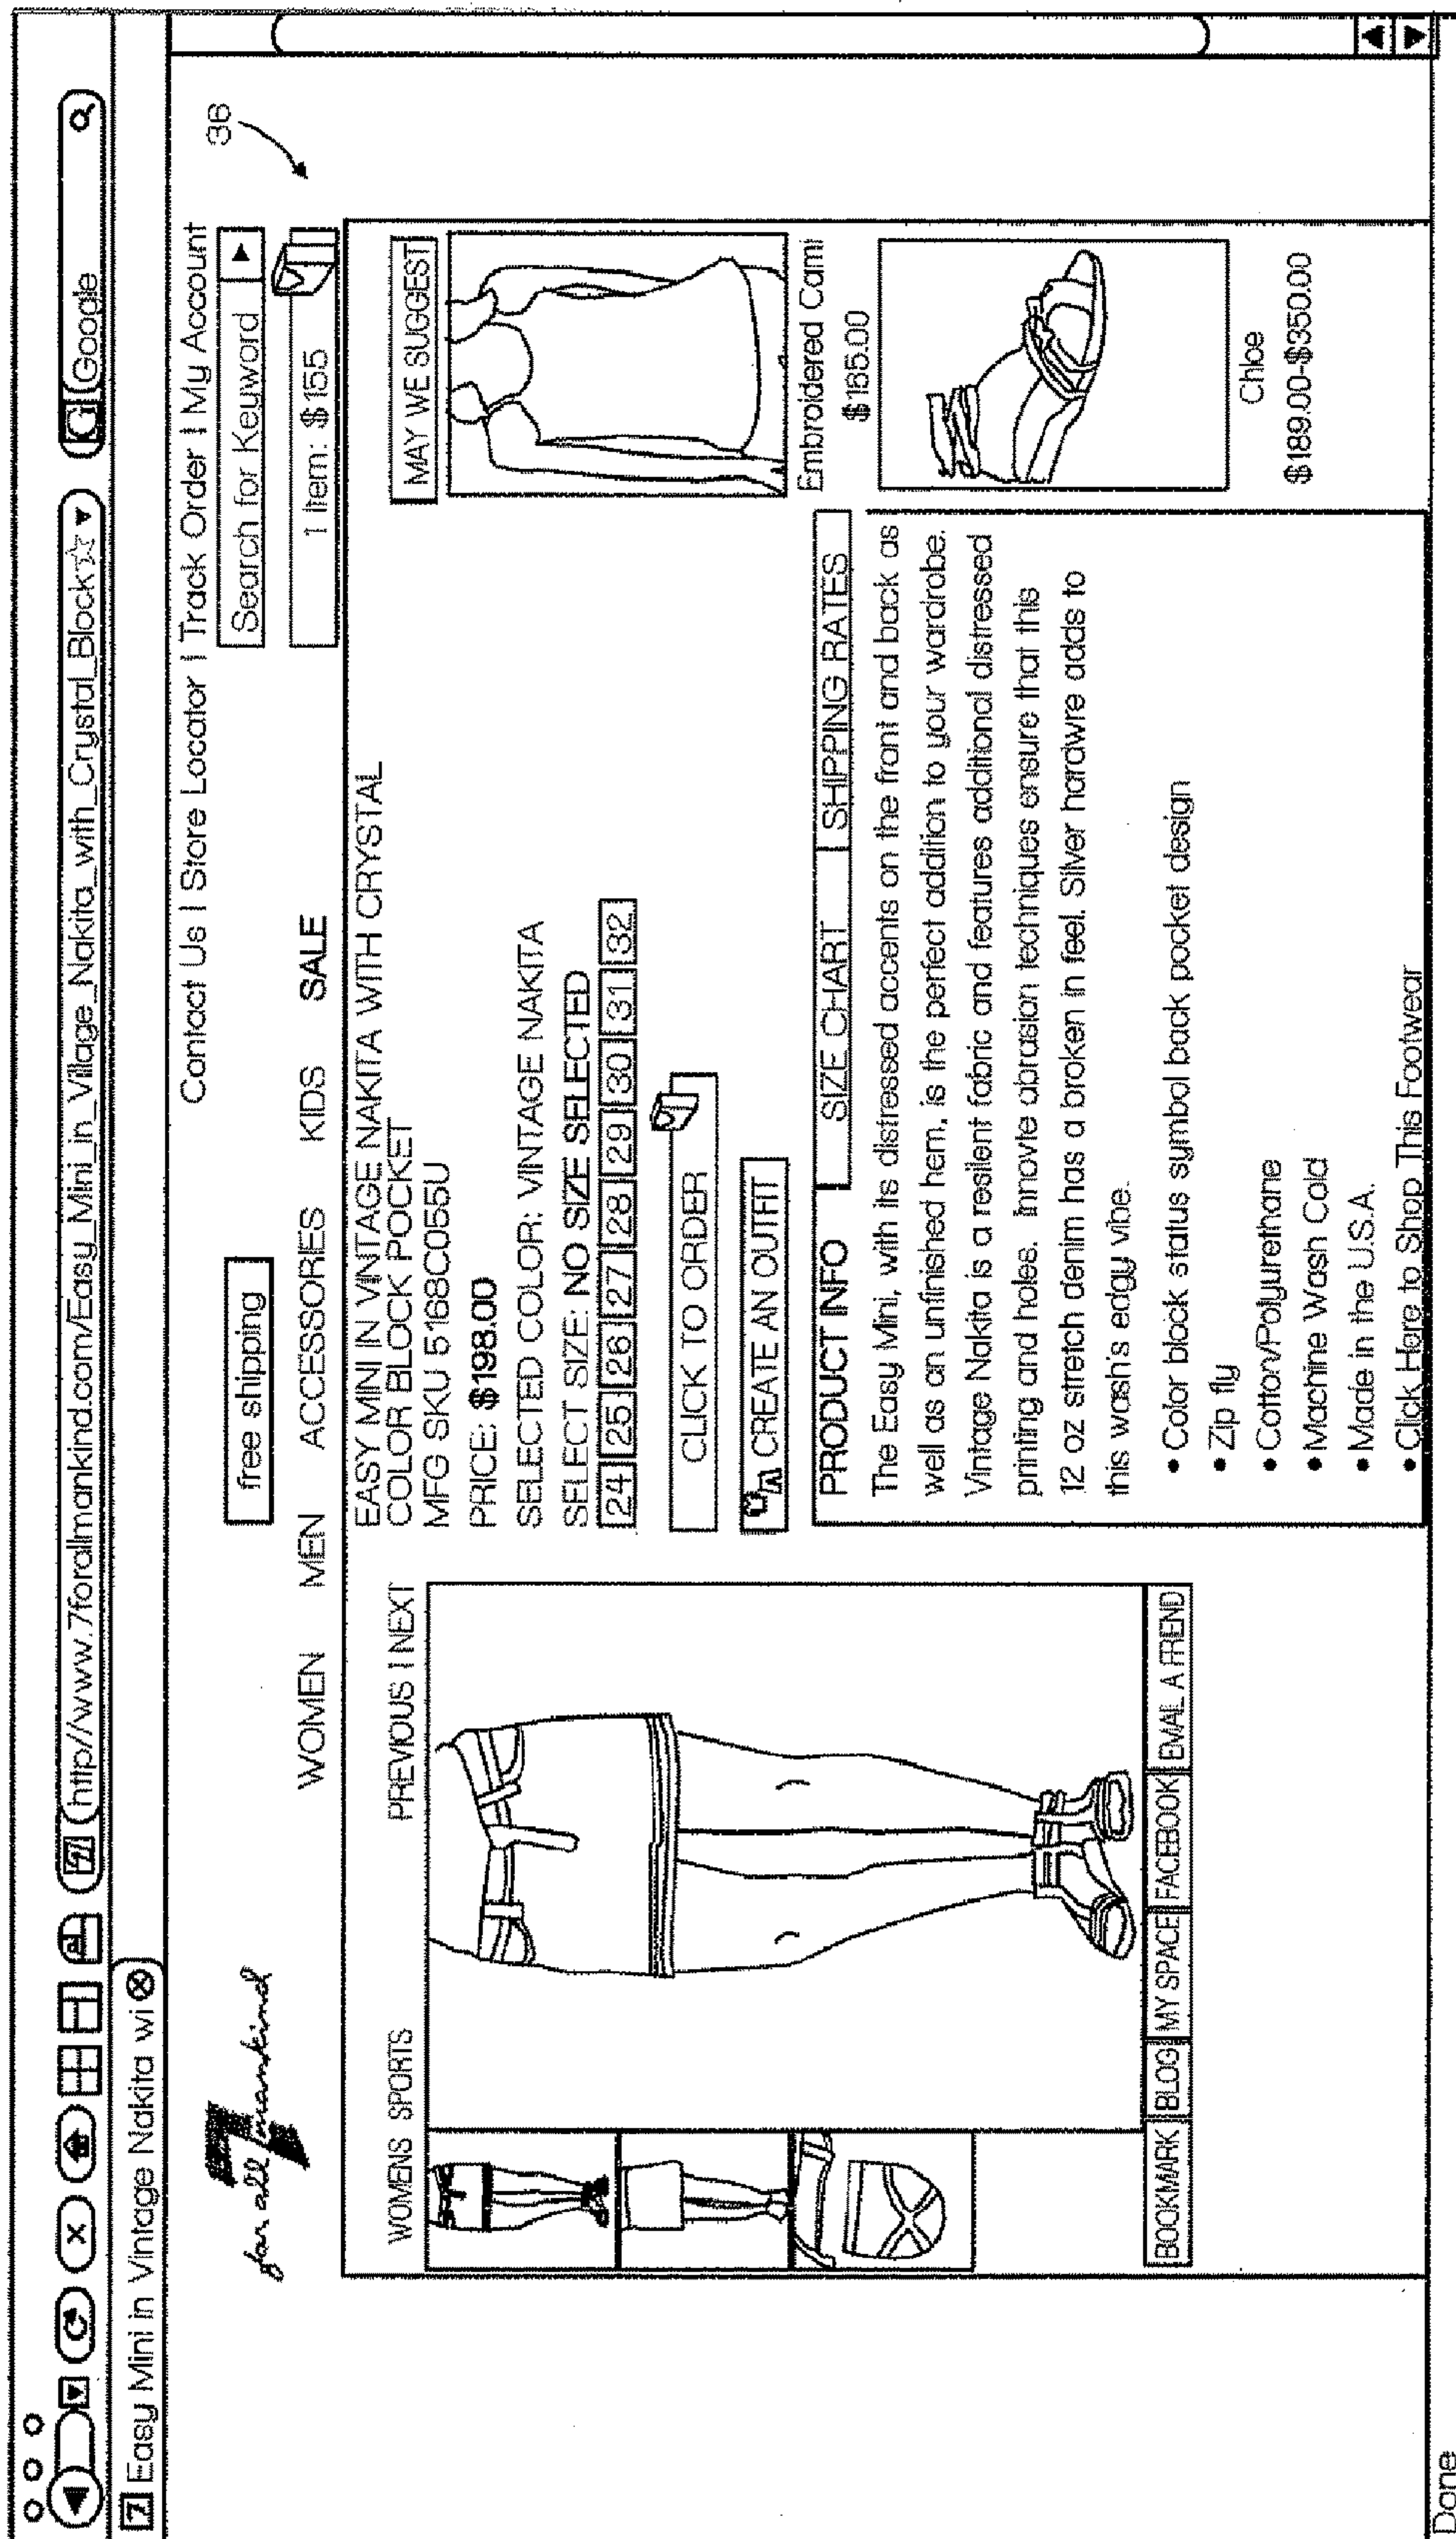 http//www.7forallmankind.com/Easy_Mini_in_Village_Nakita_with_Crystal_Block
G Google
7 Easy Mini in Vintage Nakita wi
Contact Us | Store Locator | Track Order | My Account
36
7
for all mankind
free shipping
Search for Keyword
WOMEN MEN ACCESSORIES KIDS SALE
1 Item: $155
WOMENS SPORTS
PREVIOUS | NEXT
BOOKMARK BLOG MY SPACE FACEBOOK EMAIL A FRIEND
EASY MINI IN VINTAGE NAKITA WITH CRYSTAL
COLOR BLOCK POCKET
MFG SKU 5168C055U
PRICE: $198.00
SELECTED COLOR: VINTAGE NAKITA
SELECT SIZE: NO SIZE SELECTED
24 25 26 27 28 29 30 31 32
CLICK TO ORDER
CREATE AN OUTFIT
PRODUCT INFO SIZE CHART SHIPPING RATES
The Easy Mini, with its distressed accents on the front and back as
well as an unfinished hem, is the perfect addition to your wardrobe.
Vintage Nakita is a resilent fabric and features additional distressed
printing and holes. Innovte abrasion techniques ensure that this
12 oz stretch denim has a broken in feel. Silver hardwre adds to
this wash's edgy vibe.
• Color block status symbol back pocket design
• Zip fly
• Cotton/Polyurethane
• Machine Wash Cold
• Made in the U.S.A.
• Click Here to Shop This Footwear
MAY WE SUGGEST
Embroidered Cami
$165.00
Chloe
$189.00-$350.00
Done